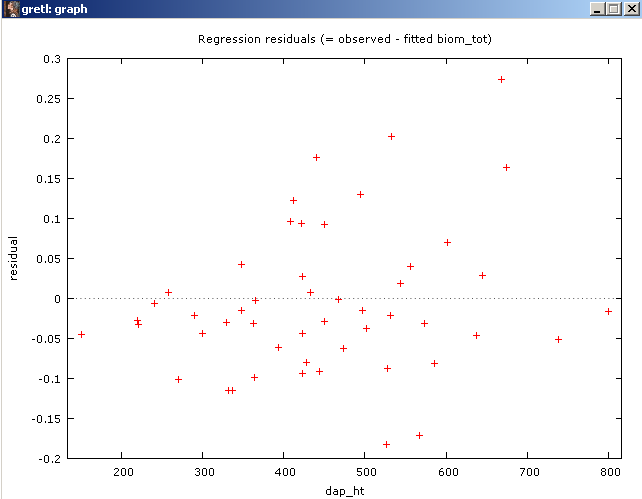 gretl: graph
Regression residuals (= observed - fitted biom_tot)
0.3
0.25
0.2
0.15
0.1
0.05
0
-0.05
-0.1
-0.15
-0.2
residual
200 300 400 500 600 700 800
dap_ht